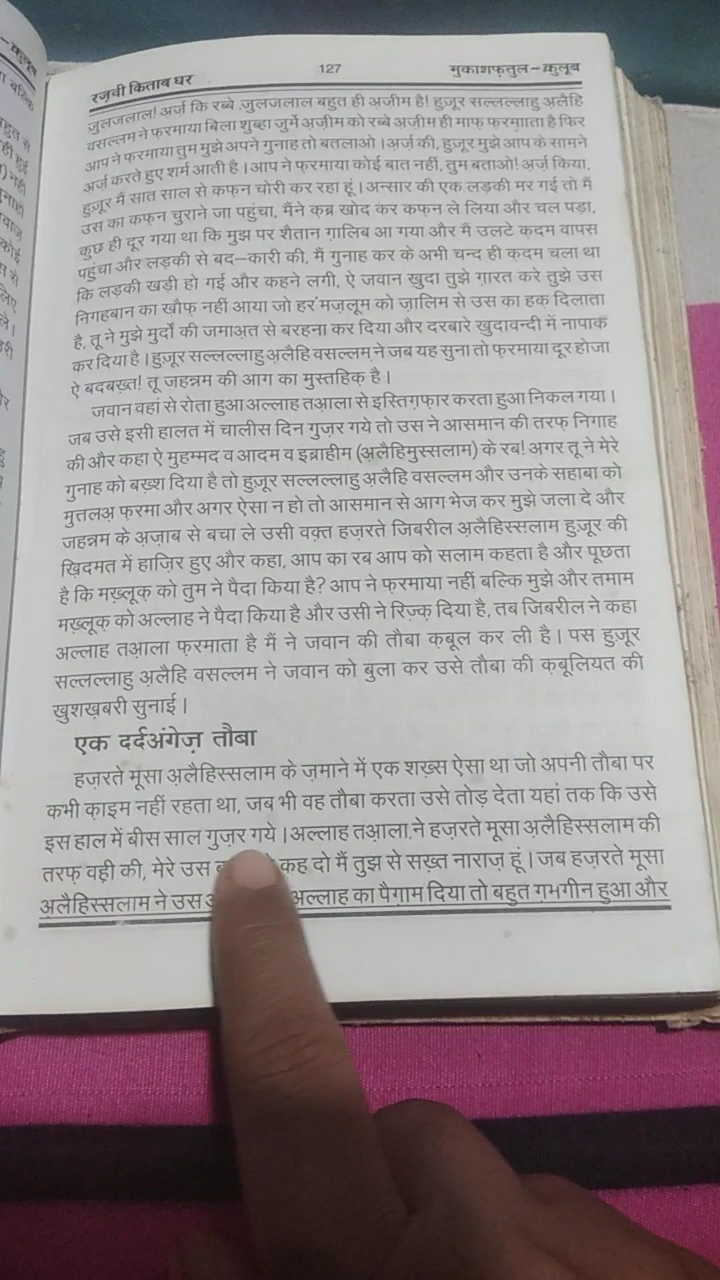 रज़वी किताब घर 127 मुकाशफ़तुल-क़ुलूब
जुलजलाल! अर्ज़ कि रब्बे .जुलजलाल बहुत ही अज़ीम है! हुज़ूर सल्लल्लाहु अलैहि
वसल्लम ने फ़रमाया बिला शुब्हा जुर्मे अज़ीम को रब्बे अज़ीम ही माफ़ फ़रमााता है फिर
आप ने फ़रमाया तुम मुझे अपने गुनाह तो बतलाओ। अर्ज़ की, हुज़ूर मुझे आप के सामने
अर्ज़ करते हुए शर्म आती है। आप ने फ़रमाया कोई बात नहीं, तुम बताओ! अर्ज़ किया,
हुज़ूर मैं सात साल से कफ़न चोरी कर रहा हूं। अन्सार की एक लड़की मर गई तो मैं
उस का कफ़न चुराने जा पहुंचा, मैंने क़ब्र खोद कर कफ़न ले लिया और चल पड़ा,
कुछ ही दूर गया था कि मुझ पर शैतान ग़ालिब आ गया और मैं उलटे क़दम वापस
पहुंचा और लड़की से बद-कारी की, मैं गुनाह कर के अभी चन्द ही क़दम चला था
कि लड़की खड़ी हो गई और कहने लगी, ऐ जवान खुदा तुझे ग़ारत करे तुझे उस
निगहबान का ख़ौफ़ नहीं आया जो हर मज़लूम को ज़ालिम से उस का हक़ दिलाता
है, तू ने मुझे मुर्दों की जमाअ़त से बरहना कर दिया और दरबारे खुदावन्दी में नापाक
कर दिया है। हुज़ूर सल्लल्लाहु अ़लैहि वसल्लम ने जब यह सुना तो फ़रमाया दूर होजा
ऐ बदबख़्त! तू जहन्नम की आग का मुस्तहिक़ है।
जवान वहां से रोता हुआ अल्लाह तआ़ला से इस्तिग़फ़ार करता हुआ निकल गया।
जब उसे इसी हालत में चालीस दिन गुज़र गये तो उस ने आसमान की तरफ़ निगाह
की और कहा ऐ मुहम्मद व आदम व इब्राहीम (अ़लैहिमुस्सलाम) के रब! अगर तू ने मेरे
गुनाह को बख़्श दिया है तो हुज़ूर सल्लल्लाहु अ़लैहि वसल्लम और उनके सहाबा को
मुत्तलअ़ फ़रमा और अगर ऐसा न हो तो आसमान से आग भेज कर मुझे जला दे और
जहन्नम के अ़ज़ाब से बचा ले उसी वक़्त हज़रते जिबरील अ़लैहिस्सलाम हुज़ूर की
ख़िदमत में हाज़िर हुए और कहा, आप का रब आप को सलाम कहता है और पूछता
है कि मख़्लूक़ को तुम ने पैदा किया है? आप ने फ़रमाया नहीं बल्कि मुझे और तमाम
मख़्लूक़ को अल्लाह ने पैदा किया है और उसी ने रिज़्क़ दिया है, तब जिबरील ने कहा
अल्लाह तआ़ला फ़रमाता है मैं ने जवान की तौबा क़बूल कर ली है। पस हुज़ूर
सल्लल्लाहु अ़लैहि वसल्लम ने जवान को बुला कर उसे तौबा की क़बूलियत की
ख़ुशख़बरी सुनाई।
एक दर्दअंगेज़ तौबा
हज़रते मूसा अ़लैहिस्सलाम के ज़माने में एक शख़्स ऐसा था जो अपनी तौबा पर
कभी क़ाइम नहीं रहता था, जब भी वह तौबा करता उसे तोड़ देता यहां तक कि उसे
इस हाल में बीस साल गुज़र गये। अल्लाह तआ़ला ने हज़रते मूसा अ़लैहिस्सलाम की
तरफ़ वह़ी की, मेरे उस कह दो मैं तुझ से सख़्त नाराज़ हूं। जब हज़रते मूसा
अ़लैहिस्सलाम ने उस अल्लाह का पैग़ाम दिया तो बहुत ग़भगीन हुआ और